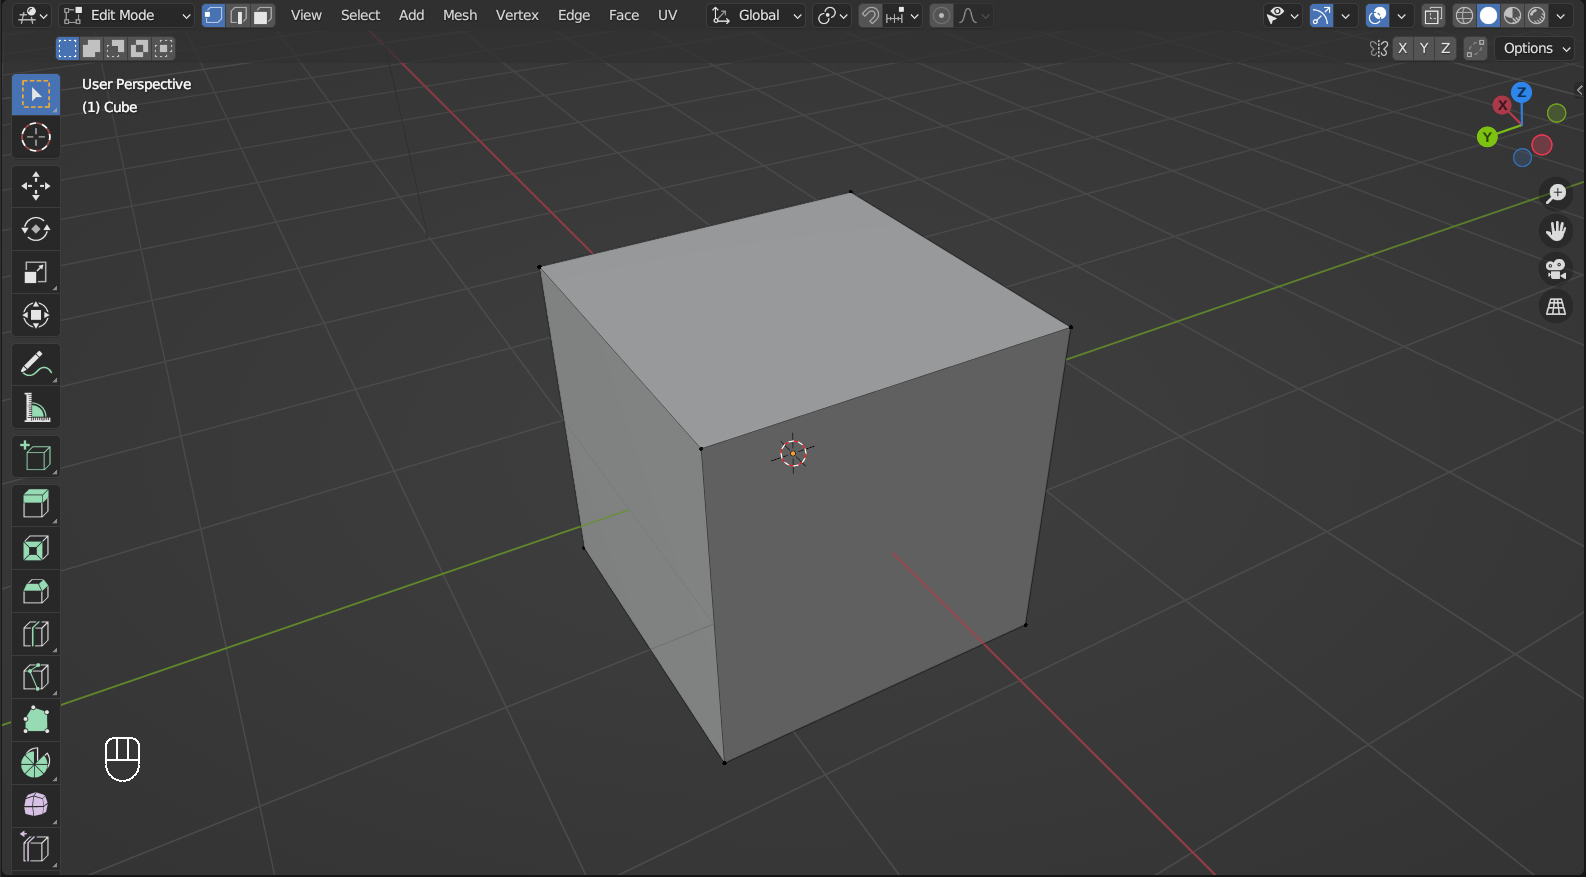 Edit Mode View Select Add Mesh Vertex Edge Face UV Global
X Y Z Options
User Perspective
(1) Cube
Z
X
Y